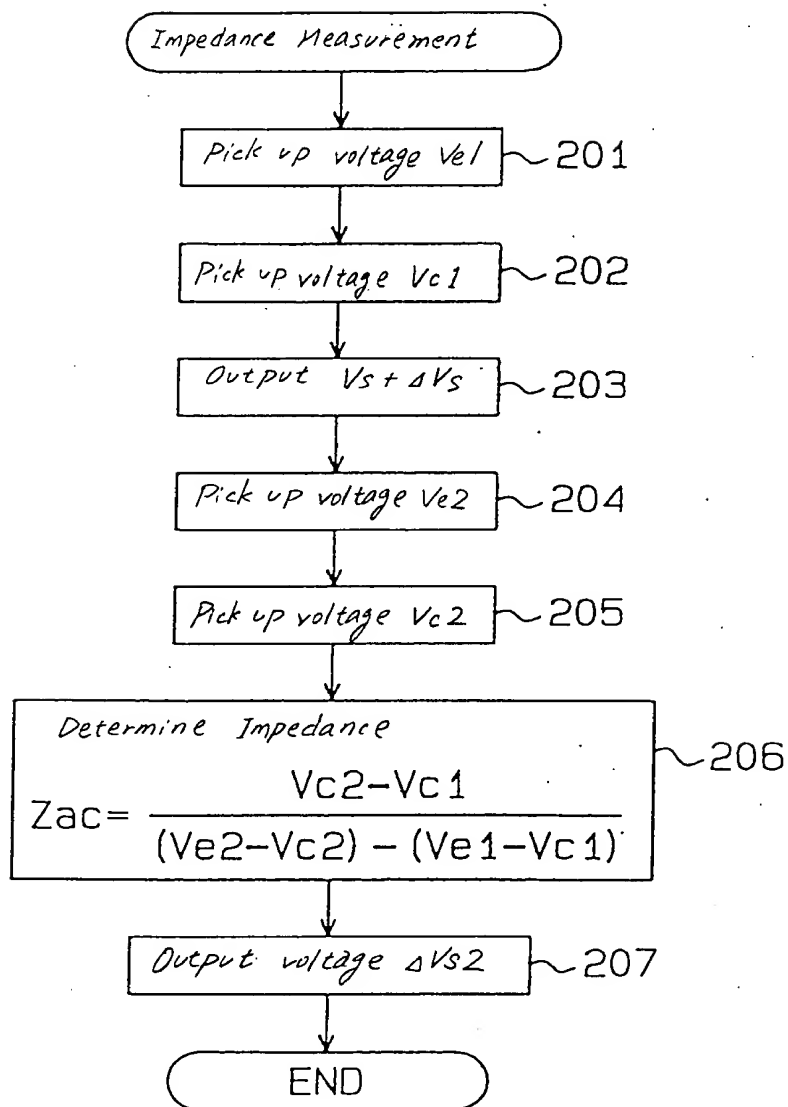 Impedance Measurement
Pick up voltage Ve1
201
Pick up voltage Vc1
202
Output Vs + ΔVs
203
Pick up voltage Ve2
204
Pick up voltage Vc2
205
Determine Impedance
206
Zac= Vc2-Vc1
(Ve2-Vc2) - (Ve1-Vc1)
Output voltage ΔVs2
207
END